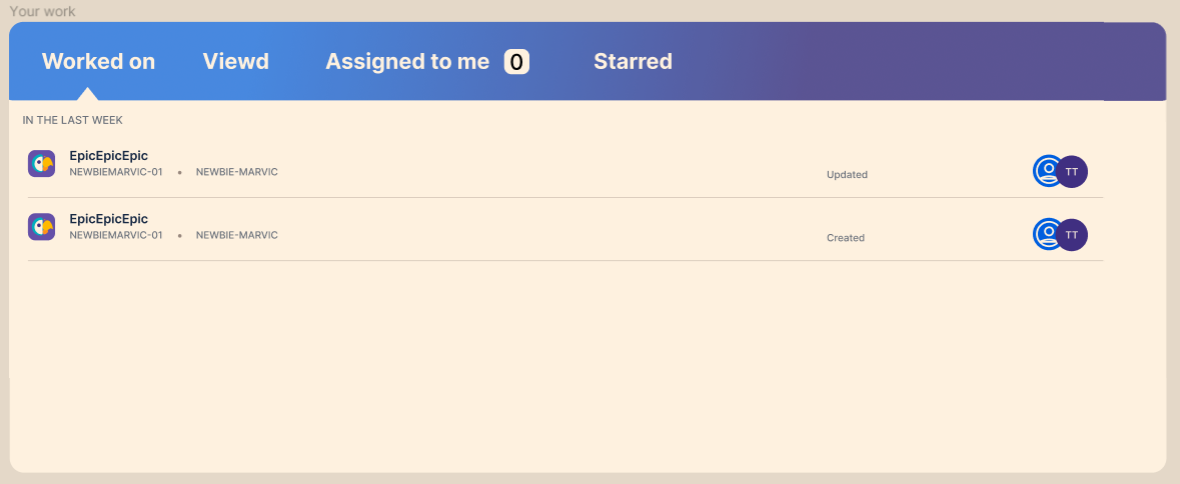 Your work
Worked on Viewd Assigned to me 0 Starred
IN THE LAST WEEK
EpicEpicEpic
NEWBIEMARVIC-01 • NEWBIE-MARVIC Updated TT
EpicEpicEpic
NEWBIEMARVIC-01 • NEWBIE-MARVIC Created TT